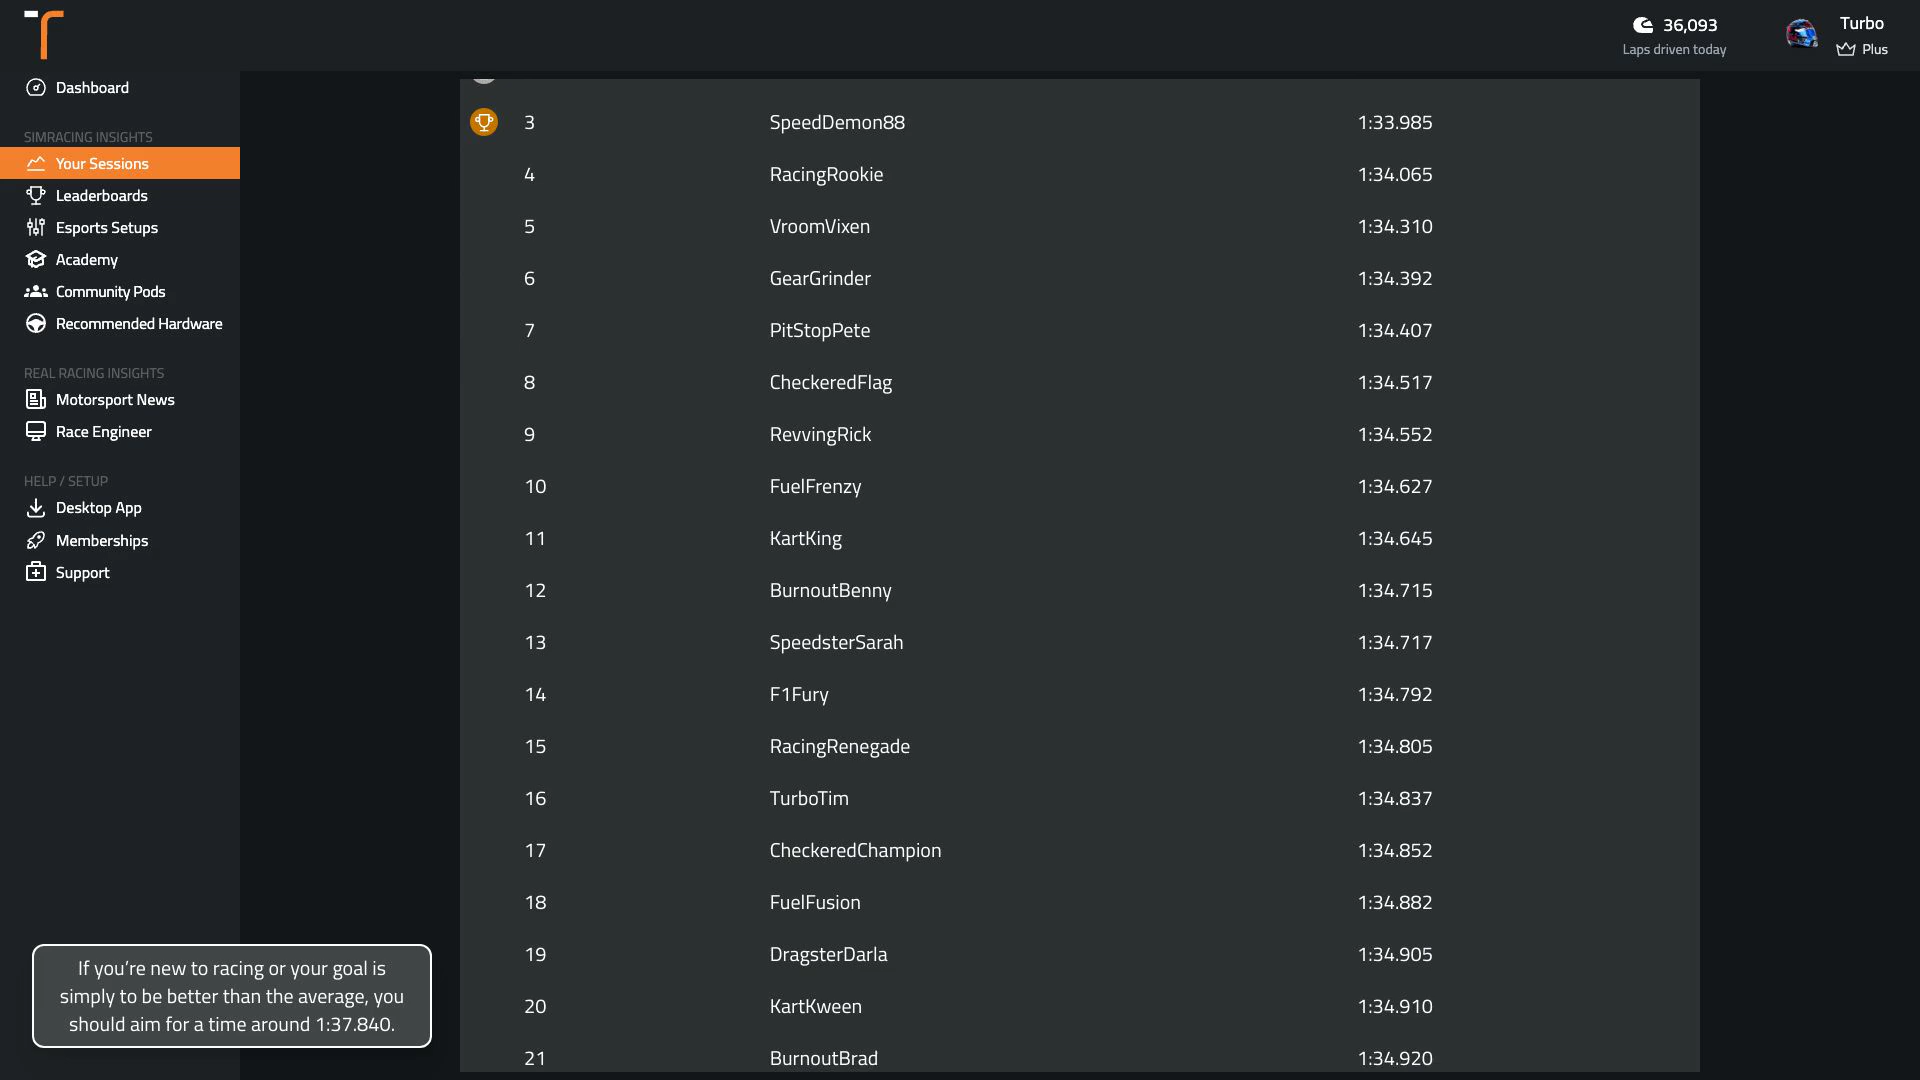 36,093
Laps driven today
Turbo
Plus
Dashboard
SIMRACING INSIGHTS
Your Sessions
Leaderboards
Esports Setups
Academy
Community Pods
Recommended Hardware
REAL RACING INSIGHTS
Motorsport News
Race Engineer
HELP / SETUP
Desktop App
Memberships
Support
3 SpeedDemon88 1:33.985
4 RacingRookie 1:34.065
5 VroomVixen 1:34.310
6 GearGrinder 1:34.392
7 PitStopPete 1:34.407
8 CheckeredFlag 1:34.517
9 RevvingRick 1:34.552
10 FuelFrenzy 1:34.627
11 KartKing 1:34.645
12 BurnoutBenny 1:34.715
13 SpeedsterSarah 1:34.717
14 F1Fury 1:34.792
15 RacingRenegade 1:34.805
16 TurboTim 1:34.837
17 CheckeredChampion 1:34.852
18 FuelFusion 1:34.882
19 DragsterDarla 1:34.905
20 KartKween 1:34.910
21 BurnoutBrad 1:34.920
If you’re new to racing or your goal is
simply to be better than the average, you
should aim for a time around 1:37.840.